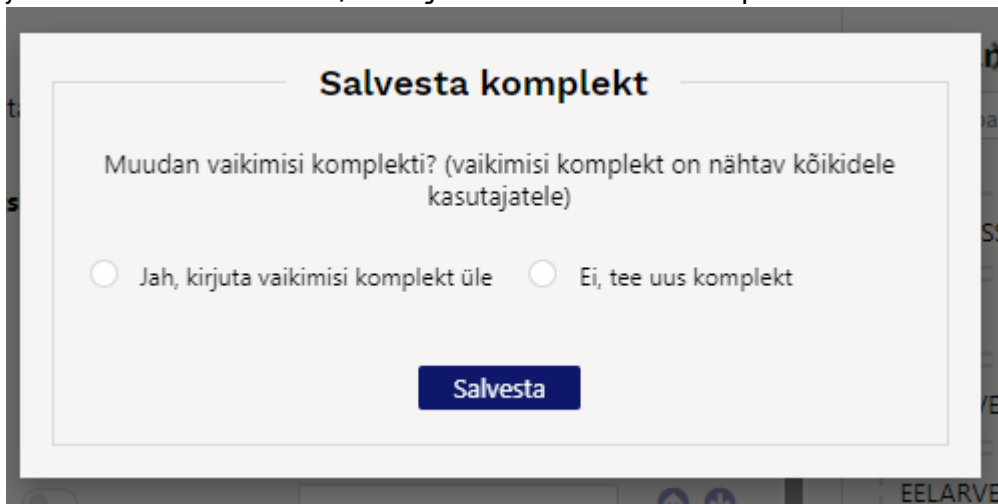 Salvesta komplekt
Muudan vaikimisi komplekti? (vaikimisi komplekt on nähtav kõikidele
kasutajatele)
Jah, kirjuta vaikimisi komplekt üle Ei, tee uus komplekt
Salvesta